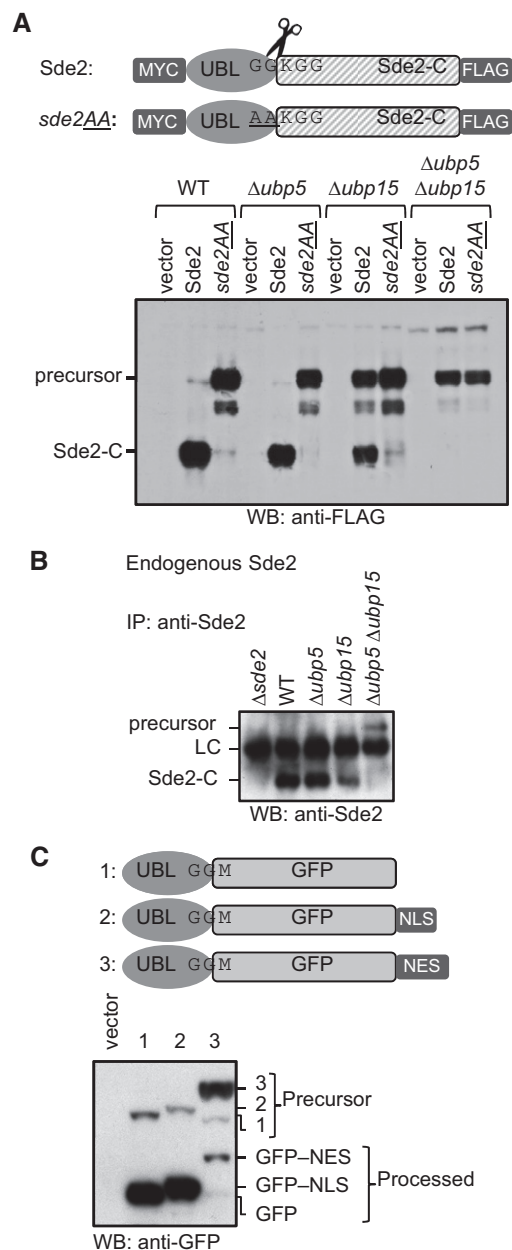 A
Sde2: MYC UBL GGKGG Sde2-C FLAG
sde2AA: MYC UBL AAKGG Sde2-C FLAG
WT Δubp5 Δubp15 Δubp5 Δubp15
vector Sde2 sde2AA vector Sde2 sde2AA vector Sde2 sde2AA vector Sde2 sde2AA
precursor
Sde2-C
WB: anti-FLAG
B
Endogenous Sde2
IP: anti-Sde2
Δsde2 WT Δubp5 Δubp15 Δubp5 Δubp15
precursor
LC
Sde2-C
WB: anti-Sde2
C
1: UBL GGM GFP
2: UBL GGM GFP NLS
3: UBL GGM GFP NES
vector 1 2 3
3
2 Precursor
1
GFP–NES
GFP–NLS Processed
GFP
WB: anti-GFP